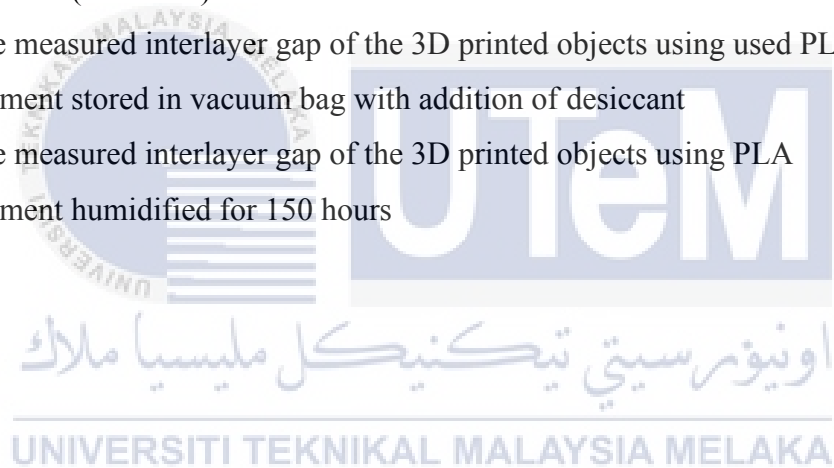 e measured interlayer gap of the 3D printed objects using used PL
ment stored in vacuum bag with addition of desiccant
e measured interlayer gap of the 3D printed objects using PLA
ment humidified for 150 hours
UTeM
اونيۏرسيتي تيكنيكل مليسيا ملاك
UNIVERSITI TEKNIKAL MALAYSIA MELAKA